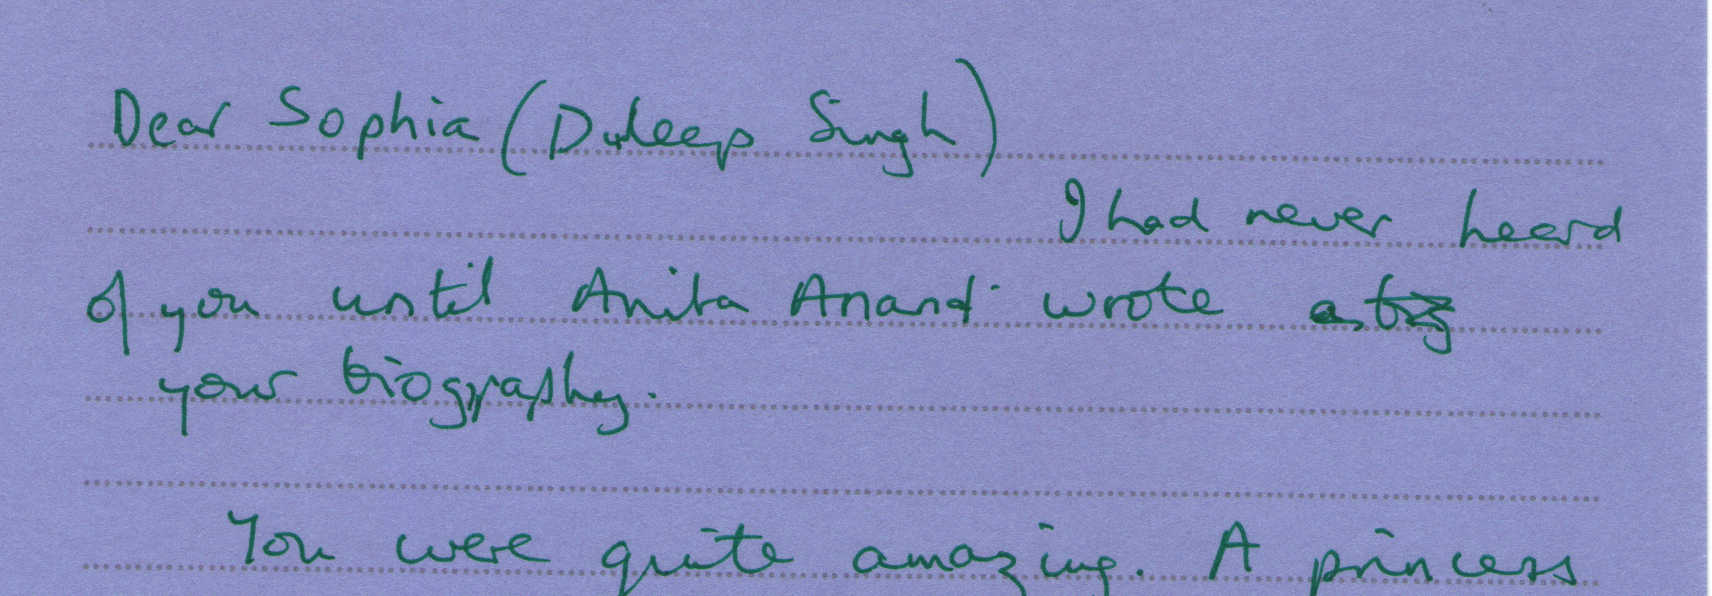 Dear Sophia (Duleep Singh)
I had never heard
of you until Anita Anand wrote a
your biography.
You were quite amazing. A princess